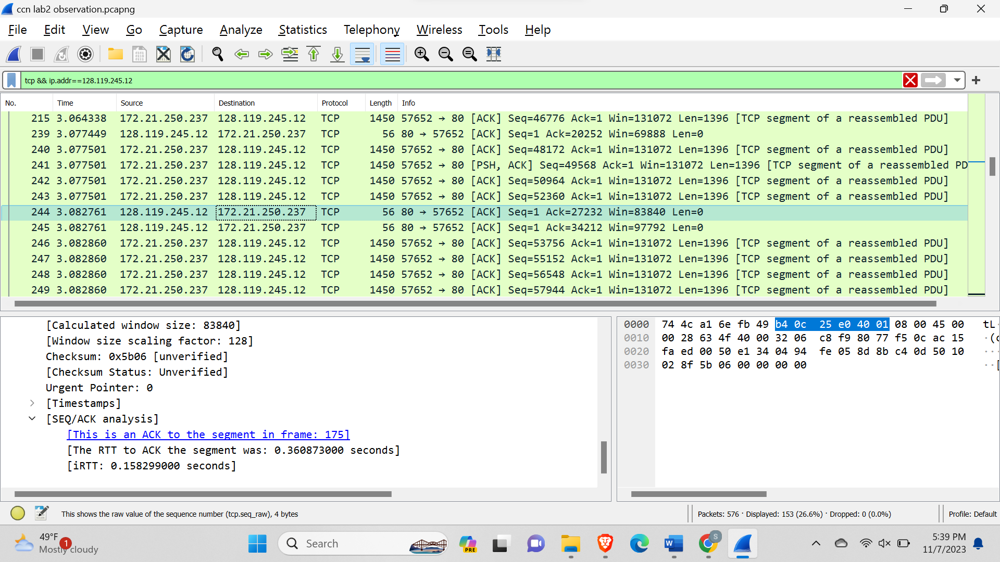 ccn lab2 observation.pcapng
File Edit View Go Capture Analyze Statistics Telephony Wireless Tools Help
tcp && ip.addr==128.119.245.12
No. Time Source Destination Protocol Length Info
215 3.064338 172.21.250.237 128.119.245.12 TCP 1450 57652 → 80 [ACK] Seq=46776 Ack=1 Win=131072 Len=1396 [TCP segment of a reassembled PDU]
239 3.077449 128.119.245.12 172.21.250.237 TCP 56 80 → 57652 [ACK] Seq=1 Ack=20252 Win=69888 Len=0
240 3.077501 172.21.250.237 128.119.245.12 TCP 1450 57652 → 80 [ACK] Seq=48172 Ack=1 Win=131072 Len=1396 [TCP segment of a reassembled PDU]
241 3.077501 172.21.250.237 128.119.245.12 TCP 1450 57652 → 80 [PSH, ACK] Seq=49568 Ack=1 Win=131072 Len=1396 [TCP segment of a reassembled PD
242 3.077501 172.21.250.237 128.119.245.12 TCP 1450 57652 → 80 [ACK] Seq=50964 Ack=1 Win=131072 Len=1396 [TCP segment of a reassembled PDU]
243 3.077501 172.21.250.237 128.119.245.12 TCP 1450 57652 → 80 [ACK] Seq=52360 Ack=1 Win=131072 Len=1396 [TCP segment of a reassembled PDU]
244 3.082761 128.119.245.12 172.21.250.237 TCP 56 80 → 57652 [ACK] Seq=1 Ack=27232 Win=83840 Len=0
245 3.082761 128.119.245.12 172.21.250.237 TCP 56 80 → 57652 [ACK] Seq=1 Ack=34212 Win=97792 Len=0
246 3.082860 172.21.250.237 128.119.245.12 TCP 1450 57652 → 80 [ACK] Seq=53756 Ack=1 Win=131072 Len=1396 [TCP segment of a reassembled PDU]
247 3.082860 172.21.250.237 128.119.245.12 TCP 1450 57652 → 80 [ACK] Seq=55152 Ack=1 Win=131072 Len=1396 [TCP segment of a reassembled PDU]
248 3.082860 172.21.250.237 128.119.245.12 TCP 1450 57652 → 80 [ACK] Seq=56548 Ack=1 Win=131072 Len=1396 [TCP segment of a reassembled PDU]
249 3.082860 172.21.250.237 128.119.245.12 TCP 1450 57652 → 80 [ACK] Seq=57944 Ack=1 Win=131072 Len=1396 [TCP segment of a reassembled PDU]
[Calculated window size: 83840]
[Window size scaling factor: 128]
Checksum: 0x5b06 [unverified]
[Checksum Status: Unverified]
Urgent Pointer: 0
[Timestamps]
[SEQ/ACK analysis]
[This is an ACK to the segment in frame: 175]
[The RTT to ACK the segment was: 0.360873000 seconds]
[iRTT: 0.158299000 seconds]
0000 74 4c a1 6e fb 49 b4 0c 25 e0 40 01 08 00 45 00 tL·
0010 00 28 63 4f 40 00 32 06 c8 f9 80 77 f5 0c ac 15 ·(c
0020 fa ed 00 50 e1 34 04 94 fe 05 8d 8b c4 0d 50 10 ···
0030 02 8f 5b 06 00 00 00 00 ··[
This shows the raw value of the sequence number (tcp.seq_raw), 4 bytes
Packets: 576 · Displayed: 153 (26.6%) · Dropped: 0 (0.0%)
Profile: Default
49°F
1
Mostly cloudy
Search
PRE
W
S
5:39 PM
11/7/2023